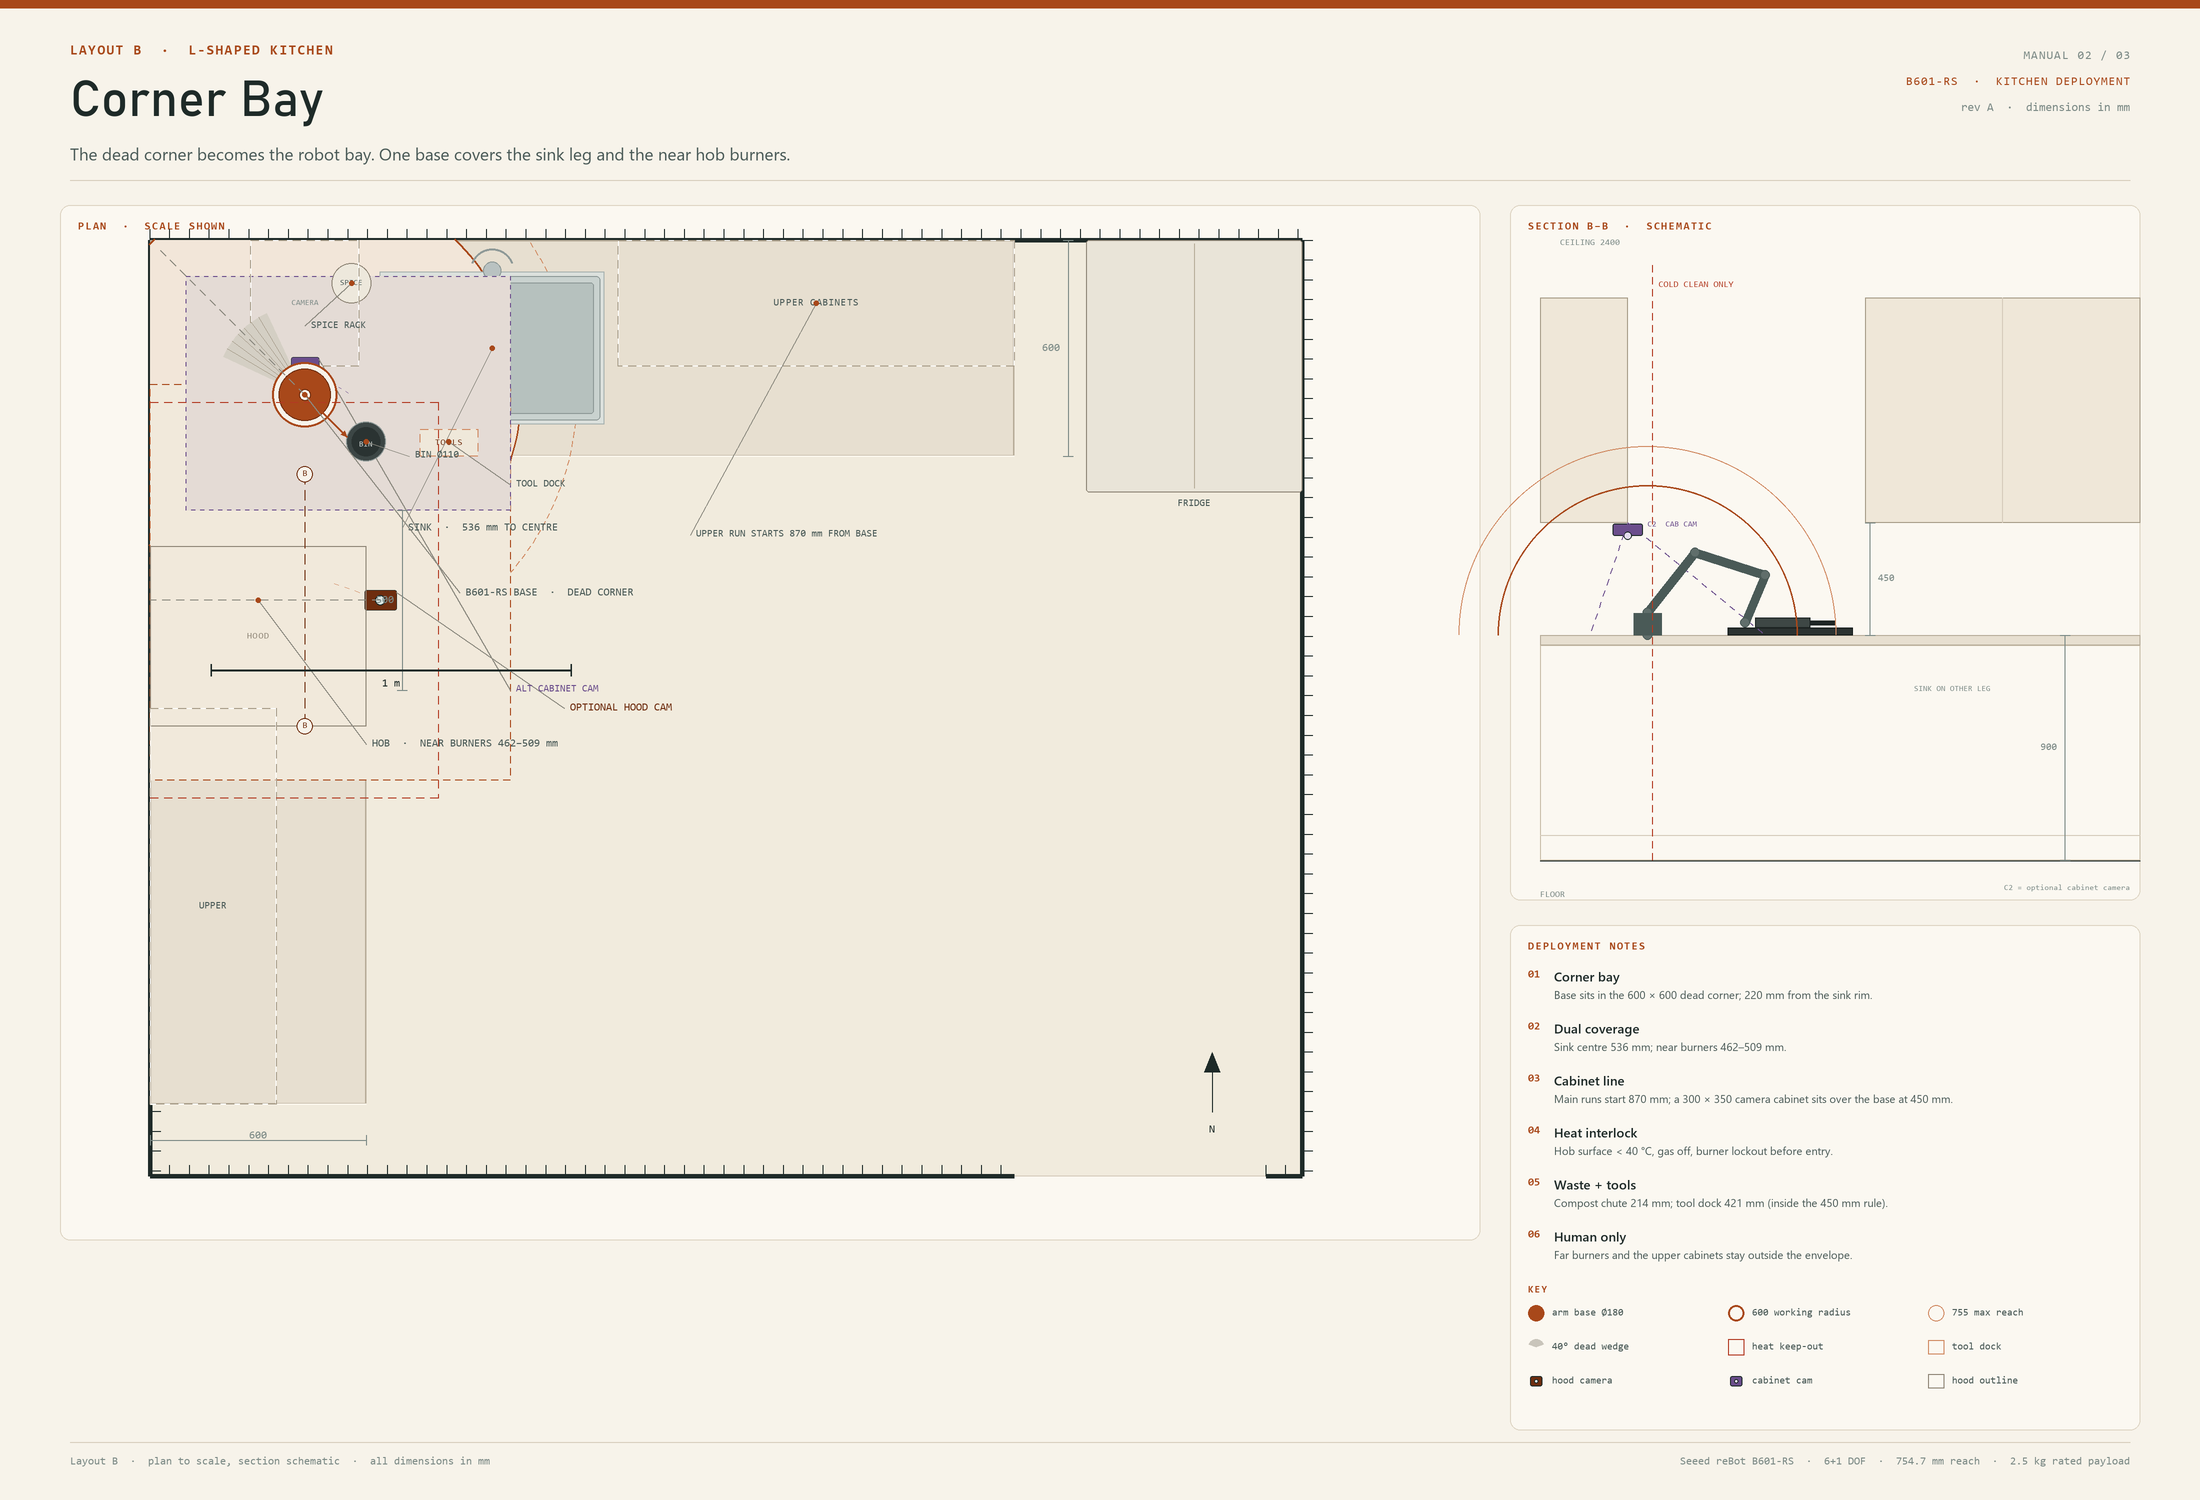 LAYOUT B · L-SHAPED KITCHEN
Corner Bay
The dead corner becomes the robot bay. One base covers the sink leg and the near hob burners.
MANUAL 02 / 03
B601-RS · KITCHEN DEPLOYMENT
rev A · dimensions in mm
PLAN · SCALE SHOWN
SPICE
CAMERA
SPICE RACK
UPPER CABINETS
600
FRIDGE
BIN
TOOLS
BIN Ø110
TOOL DOCK
SINK · 536 mm TO CENTRE
UPPER RUN STARTS 870 mm FROM BASE
B
B601-RS BASE · DEAD CORNER
HOOD
1 m
ALT CABINET CAM
OPTIONAL HOOD CAM
B
HOB · NEAR BURNERS 462–509 mm
UPPER
600
N
SECTION B–B · SCHEMATIC
CEILING 2400
COLD CLEAN ONLY
C2 CAB CAM
450
SINK ON OTHER LEG
900
C2 = optional cabinet camera
FLOOR
DEPLOYMENT NOTES
01 Corner bay
Base sits in the 600 × 600 dead corner; 220 mm from the sink rim.
02 Dual coverage
Sink centre 536 mm; near burners 462–509 mm.
03 Cabinet line
Main runs start 870 mm; a 300 × 350 camera cabinet sits over the base at 450 mm.
04 Heat interlock
Hob surface < 40 °C, gas off, burner lockout before entry.
05 Waste + tools
Compost chute 214 mm; tool dock 421 mm (inside the 450 mm rule).
06 Human only
Far burners and the upper cabinets stay outside the envelope.
KEY
arm base Ø180
600 working radius
755 max reach
40° dead wedge
heat keep-out
tool dock
hood camera
cabinet cam
hood outline
Layout B · plan to scale, section schematic · all dimensions in mm
Seeed reBot B601-RS · 6+1 DOF · 754.7 mm reach · 2.5 kg rated payload